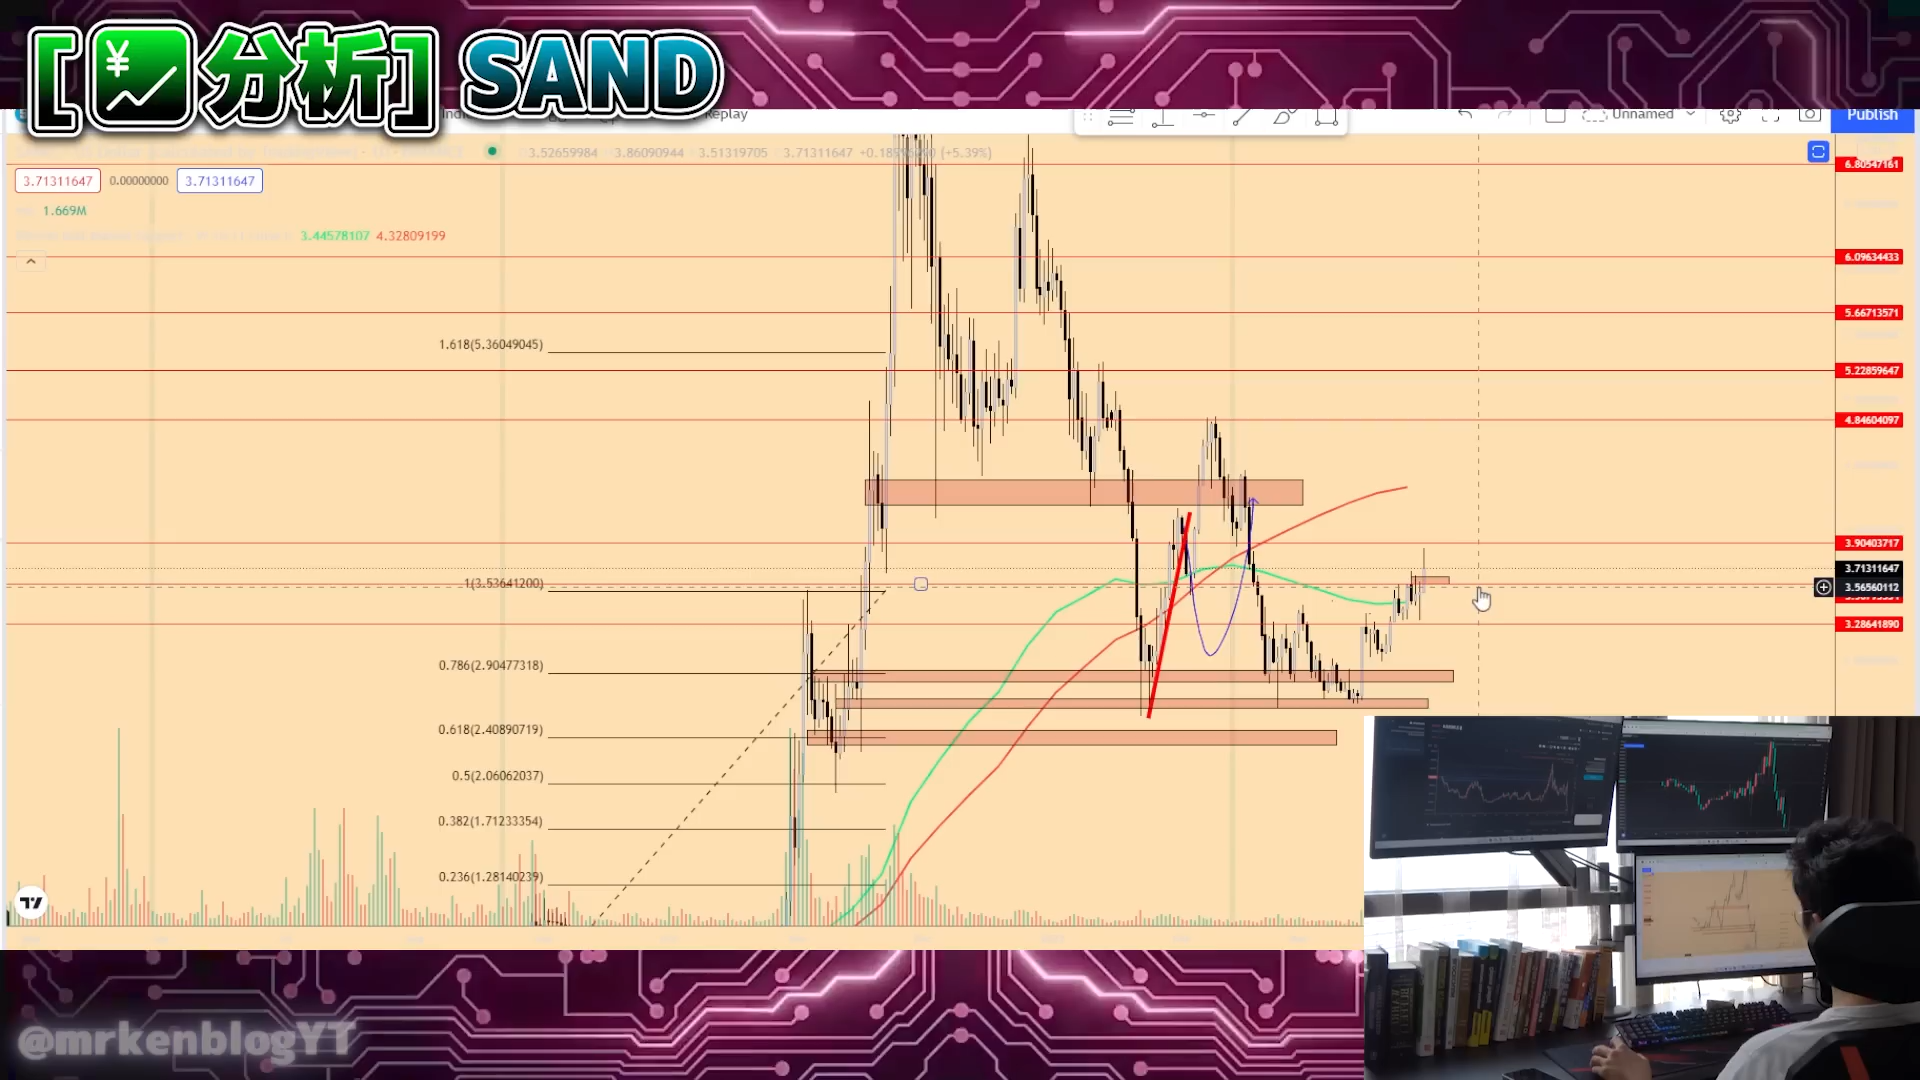 [¥分析] SAND
Replay
Unnamed
Publish
3.52659984 3.86090944 3.51319705 3.71311647 (+5.39%)
3.71311647 0.00000000 3.71311647
1.669M
3.44578107 4.32809199
6.80547161
6.09634433
5.66713571
1.618(5.36049045)
5.22859647
4.84604097
3.90403717
3.71311647
1(3.53641200)
3.56560112
3.28641890
0.786(2.90477318)
0.618(2.40890719)
0.5(2.06062037)
0.382(1.71233354)
0.236(1.28140239)
@mrkenblogYT